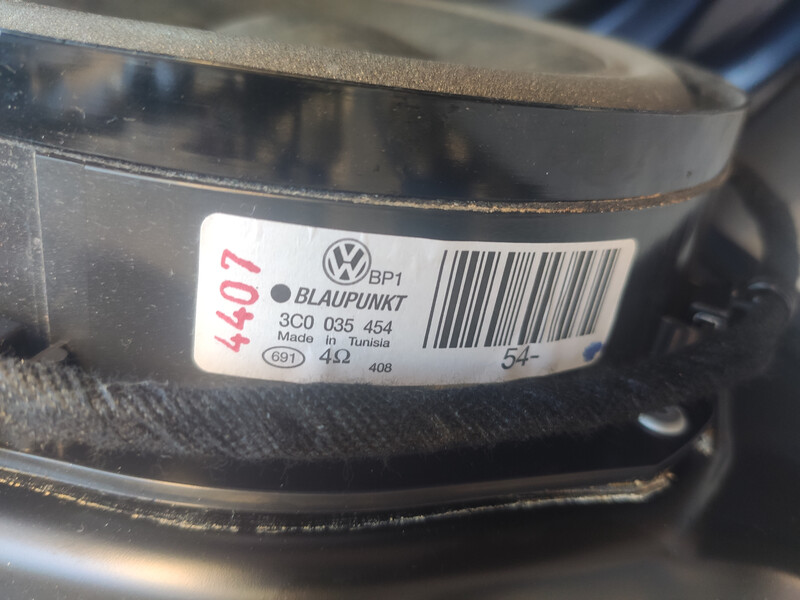 4407
BP1
BLAUPUNKT
3C0 035 454
Made in Tunisia
691 4Ω 408
54-